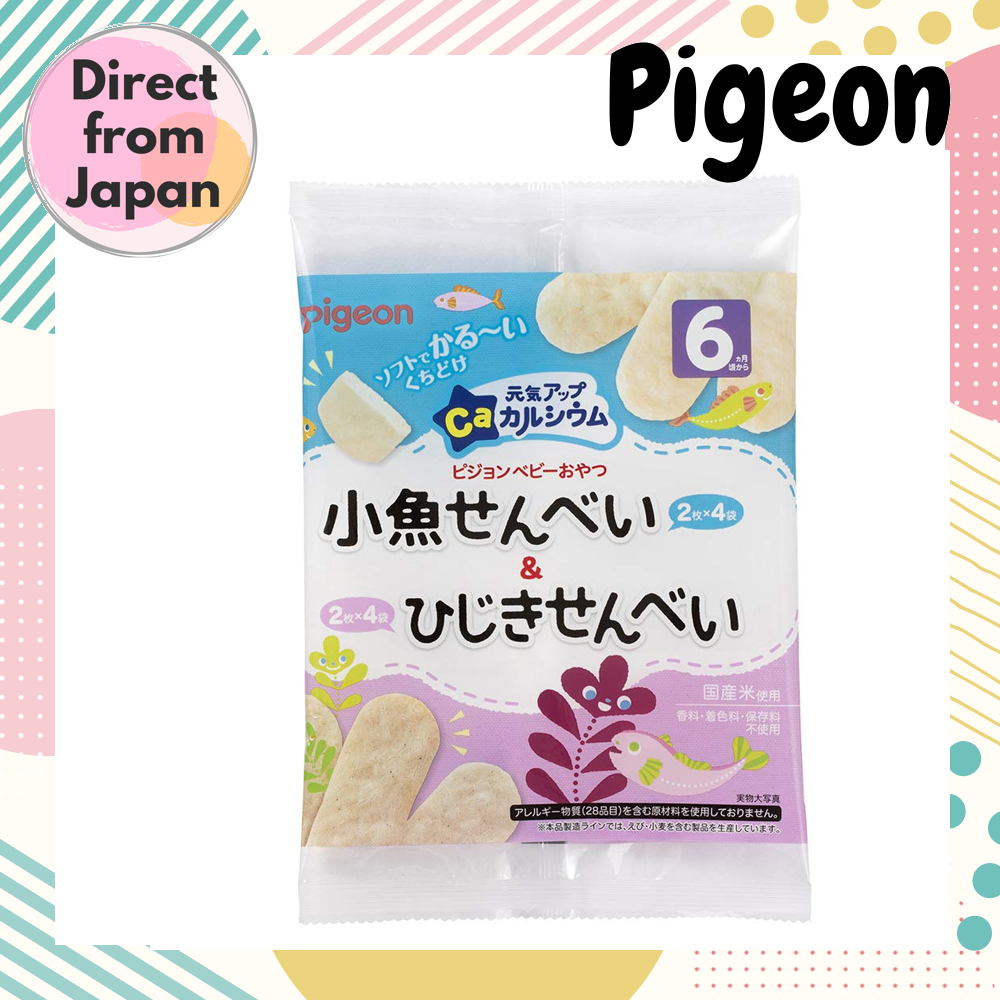 Direct
from
Japan
Pigeon
pigeon
ソフトでかる〜い
くちどけ
6
ヵ月
頃から
元気アップ
Ca
カルシウム
ピジョン ベビーおやつ
小魚せんべい
2枚×4袋
&
2枚×4袋
ひじきせんべい
国産米使用
香料・着色料・保存料
不使用
実物大写真
アレルギー物質(28品目)を含む原材料を使用しておりません。
※本品製造ラインでは、えび・小麦を含む製品を生産しています。